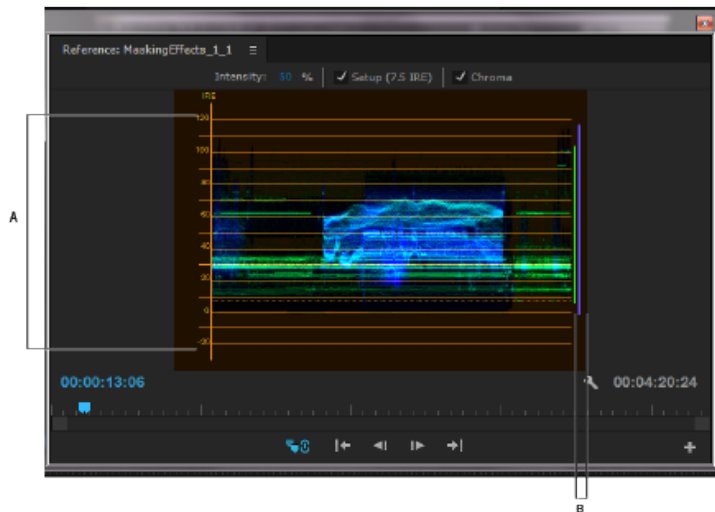 Reference: MaskingEffects_1_1
Intensity: 80 % Setup (7.5 IRE) Chroma
IRE
120
100
80
A
60
40
20
0
-20
00:00:13:06 00:04:20:24
B